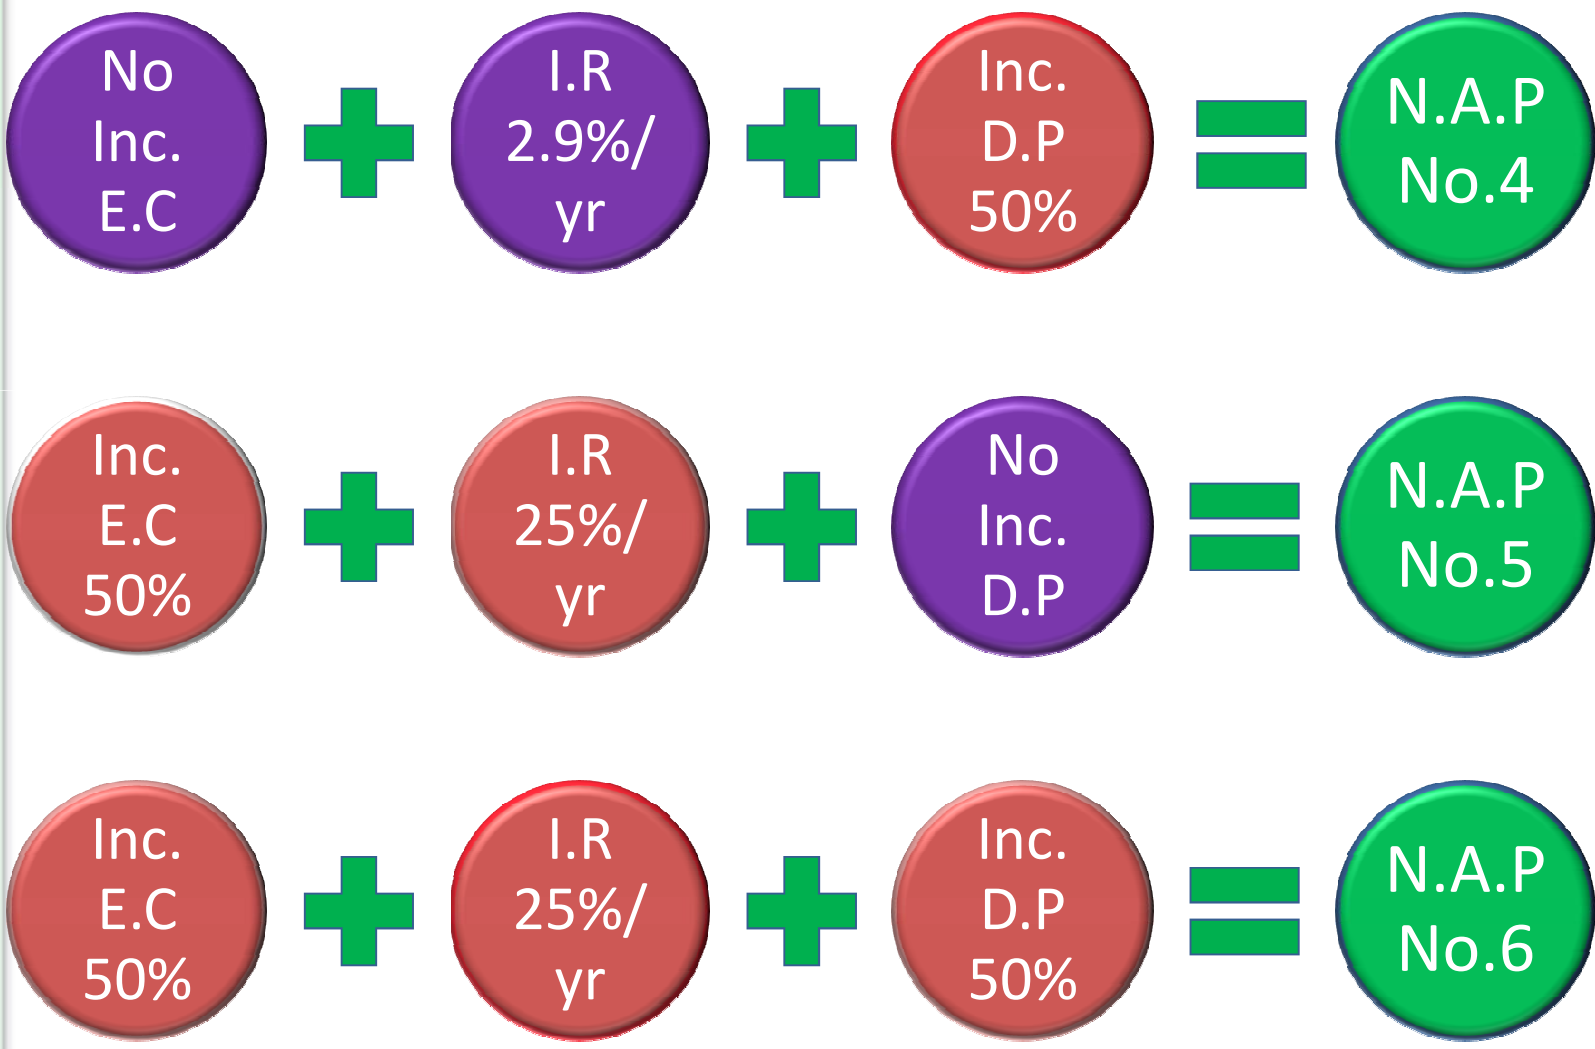 No
Inc.
E.C
I.R
2.9%/
yr
Inc.
D.P
50%
N.A.P
No.4
Inc.
E.C
50%
I.R
25%/
yr
No
Inc.
D.P
N.A.P
No.5
Inc.
E.C
50%
I.R
25%/
yr
Inc.
D.P
50%
N.A.P
No.6